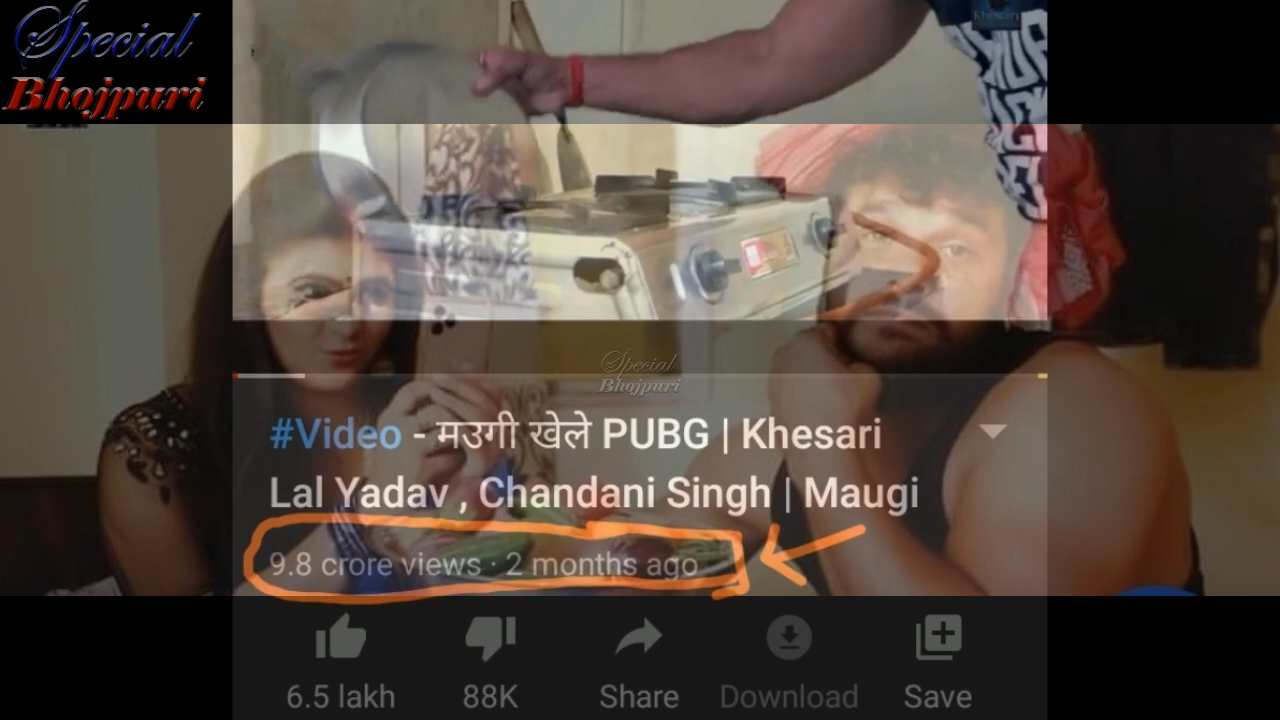 Special
Bhojpuri
Special
Bhojpuri
#Video - मउगी खेले PUBG | Khesari
Lal Yadav , Chandani Singh | Maugi
9.8 crore views · 2 months ago
6.5 lakh
88K
Share
Download
Save